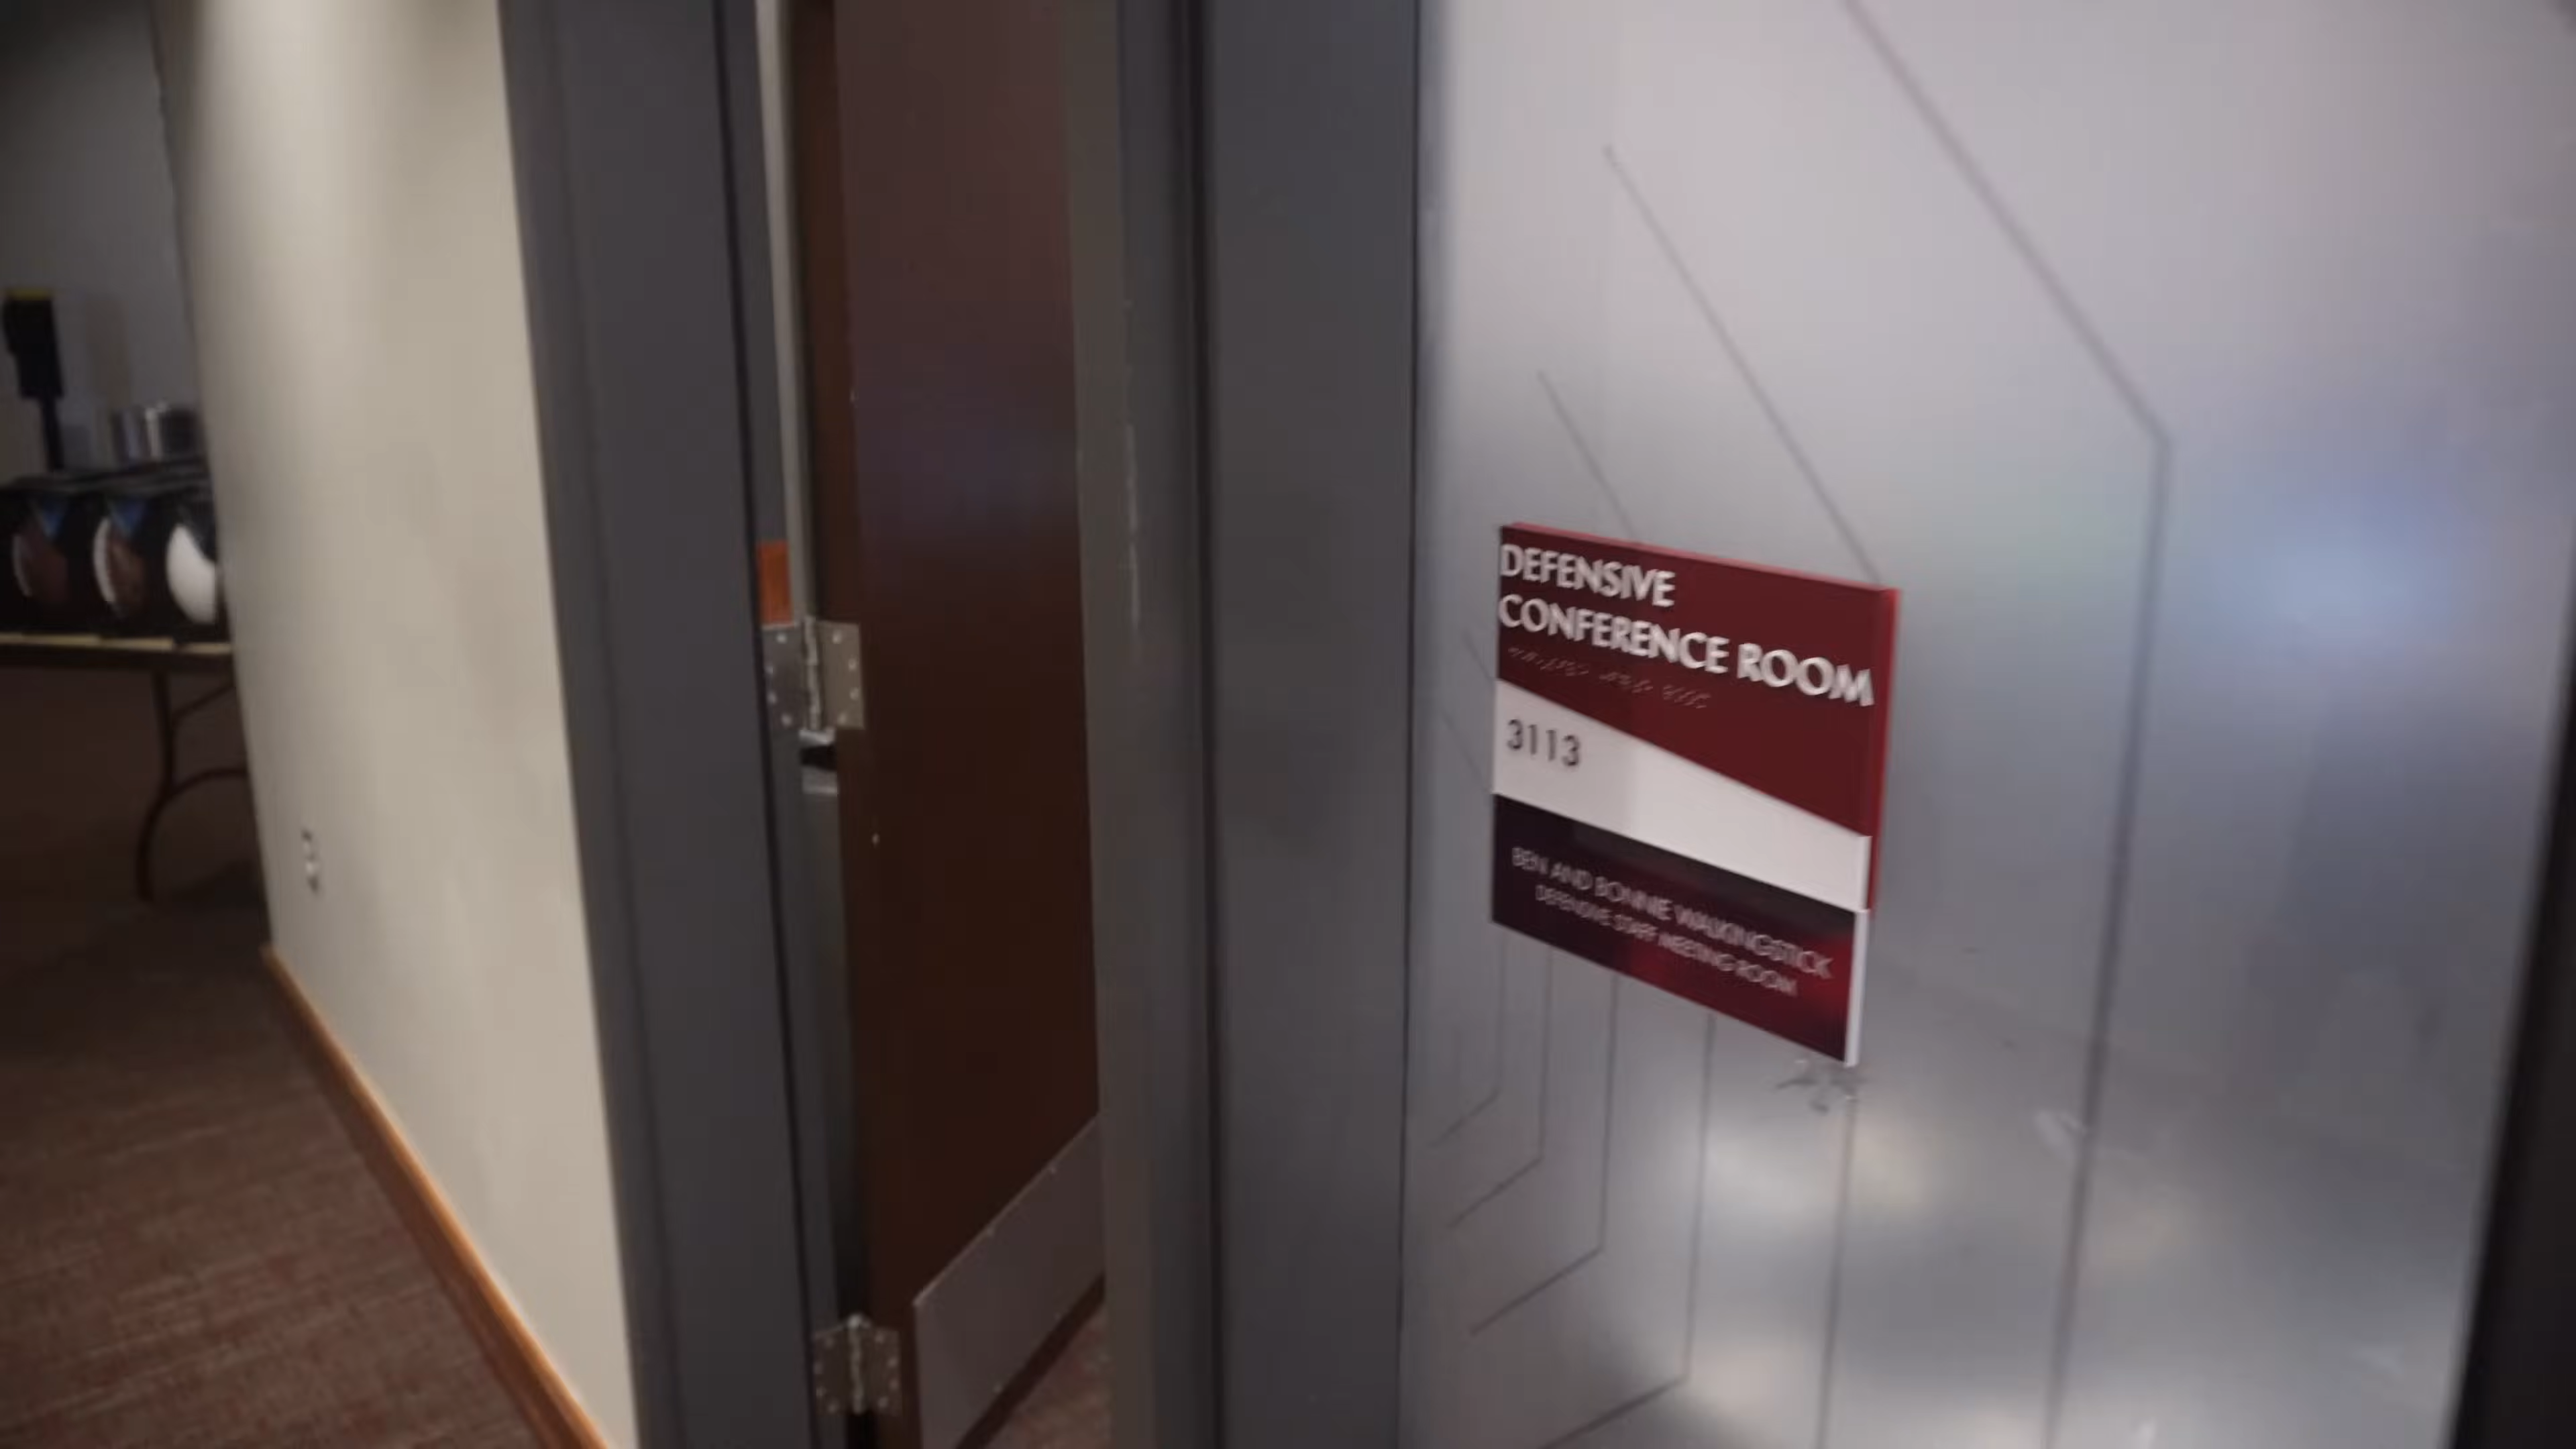 DEFENSIVE
CONFERENCE ROOM
3113
BEN AND BONNIE WALKINGSTICK
DEFENSIVE STAFF MEETING ROOM